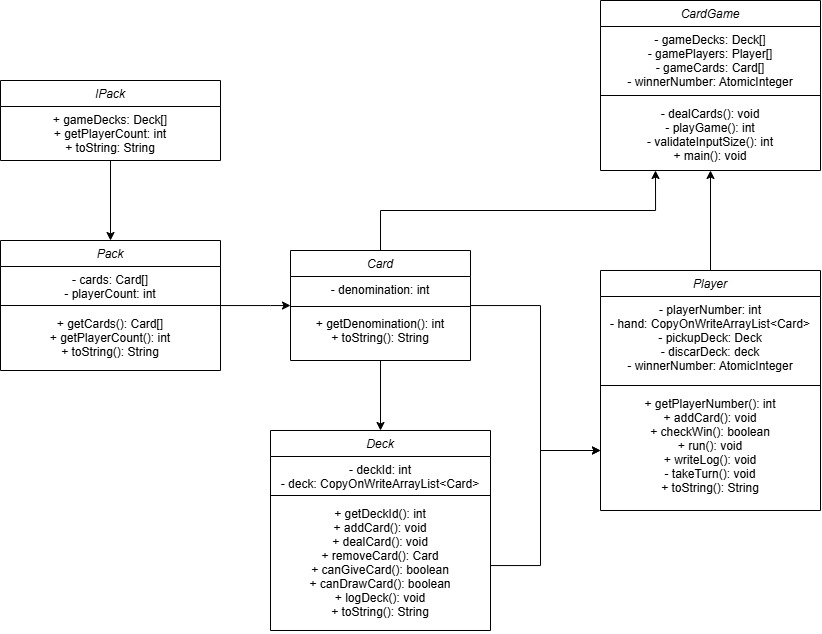 CardGame
- gameDecks: Deck[]
- gamePlayers: Player[]
- gameCards: Card[]
- winnerNumber: AtomicInteger
- dealCards(): void
- playGame(): int
- validateInputSize(): int
+ main(): void
IPack
+ gameDecks: Deck[]
+ getPlayerCount: int
+ toString: String
Pack
- cards: Card[]
- playerCount: int
+ getCards(): Card[]
+ getPlayerCount(): int
+ toString(): String
Card
- denomination: int
+ getDenomination(): int
+ toString(): String
Player
- playerNumber: int
- hand: CopyOnWriteArrayList<Card>
- pickupDeck: Deck
- discarDeck: deck
- winnerNumber: AtomicInteger
+ getPlayerNumber(): int
+ addCard(): void
+ checkWin(): boolean
+ run(): void
+ writeLog(): void
- takeTurn(): void
+ toString(): String
Deck
- deckId: int
- deck: CopyOnWriteArrayList<Card>
+ getDeckId(): int
+ addCard(): void
+ dealCard(): void
+ removeCard(): Card
+ canGiveCard(): boolean
+ canDrawCard(): boolean
+ logDeck(): void
+ toString(): String